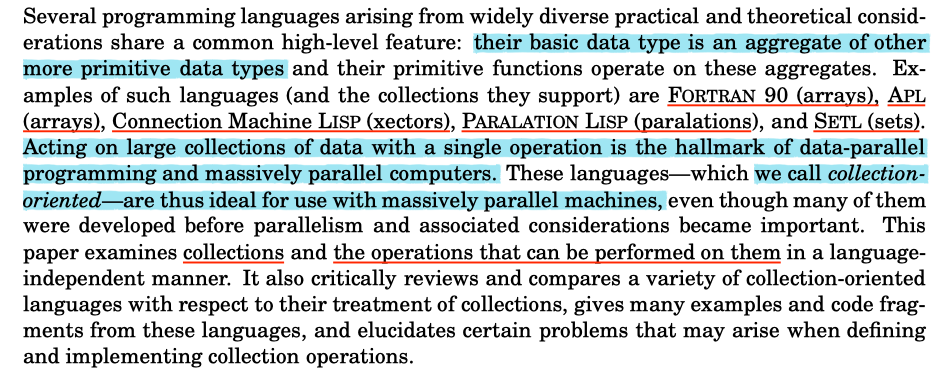 Several programming languages arising from widely diverse practical and theoretical consid-
erations share a common high-level feature: their basic data type is an aggregate of other
more primitive data types and their primitive functions operate on these aggregates. Ex-
amples of such languages (and the collections they support) are FORTRAN 90 (arrays), APL
(arrays), Connection Machine LISP (xectors), PARALATION LISP (paralations), and SETL (sets).
Acting on large collections of data with a single operation is the hallmark of data-parallel
programming and massively parallel computers. These languages—which we call collection-
oriented—are thus ideal for use with massively parallel machines, even though many of them
were developed before parallelism and associated considerations became important. This
paper examines collections and the operations that can be performed on them in a language-
independent manner. It also critically reviews and compares a variety of collection-oriented
languages with respect to their treatment of collections, gives many examples and code frag-
ments from these languages, and elucidates certain problems that may arise when defining
and implementing collection operations.